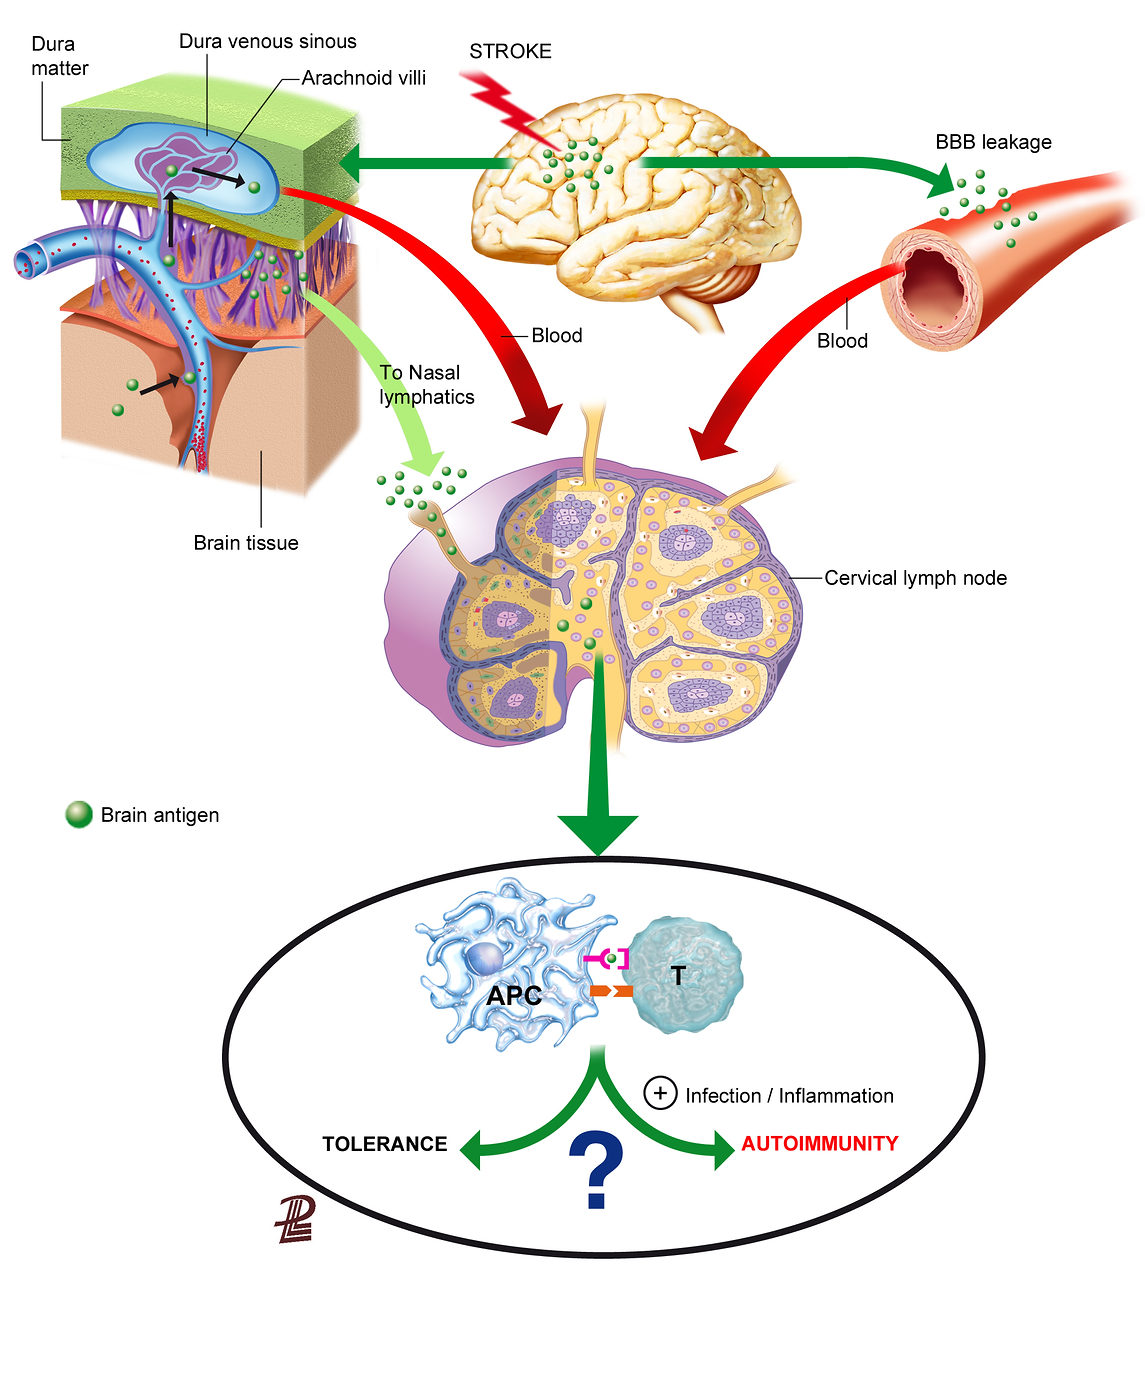 Dura
matter
Dura venous sinous
Arachnoid villi
STROKE
BBB leakage
Blood
Blood
To Nasal
lymphatics
Brain tissue
Cervical lymph node
Brain antigen
APC
T
+ Infection / Inflammation
TOLERANCE
AUTOIMMUNITY
?